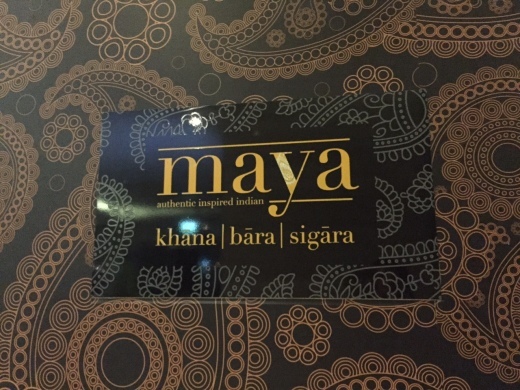 maya
authentic inspired indian
khana | bāra | sigāra